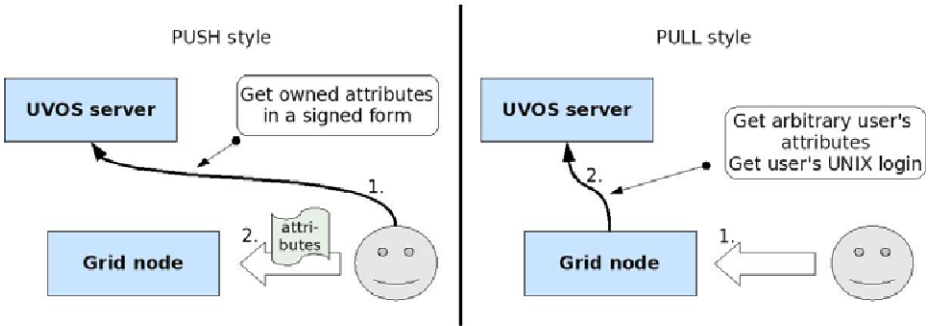 PUSH style
UVOS server
Get owned attributes
in a signed form
1.
2.
attri-
butes
Grid node
PULL style
UVOS server
Get arbitrary user's
attributes
Get user's UNIX login
2.
1.
Grid node